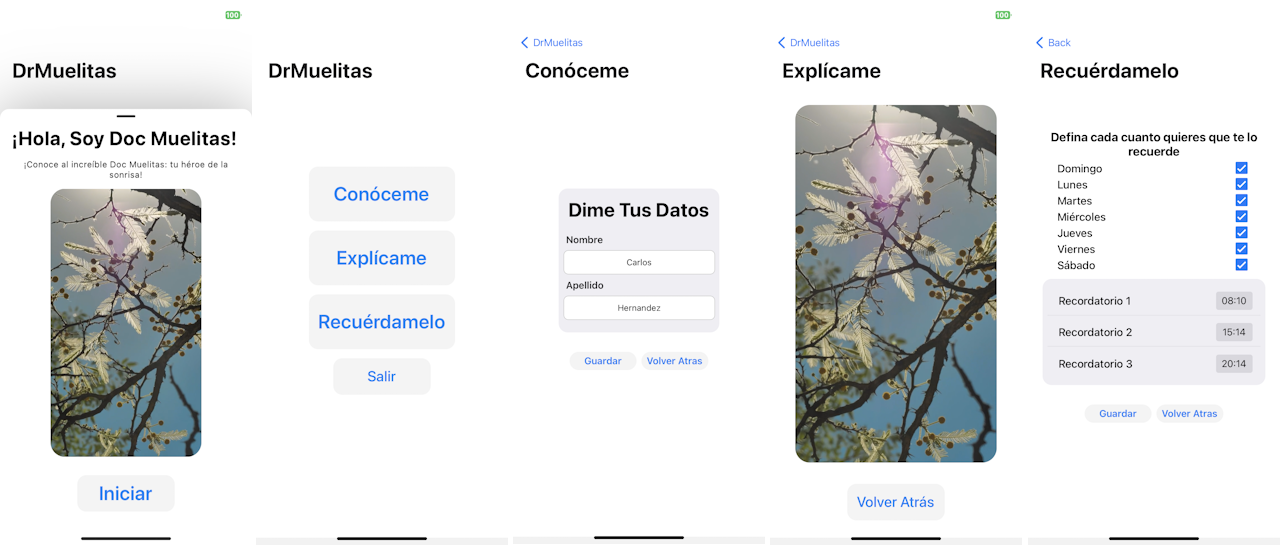 100
DrMuelitas
¡Hola, Soy Doc Muelitas!
¡Conoce al increíble Doc Muelitas: tu héroe de la
sonrisa!
Iniciar
DrMuelitas
Conóceme
Explícame
Recuérdamelo
Salir
DrMuelitas
Conóceme
Dime Tus Datos
Nombre
Carlos
Apellido
Hernandez
Guardar Volver Atras
100
DrMuelitas
Explícame
Volver Atrás
Back
Recuérdamelo
Defina cada cuanto quieres que te lo
recuerde
Domingo
Lunes
Martes
Miércoles
Jueves
Viernes
Sábado
Recordatorio 1 08:10
Recordatorio 2 15:14
Recordatorio 3 20:14
Guardar Volver Atras